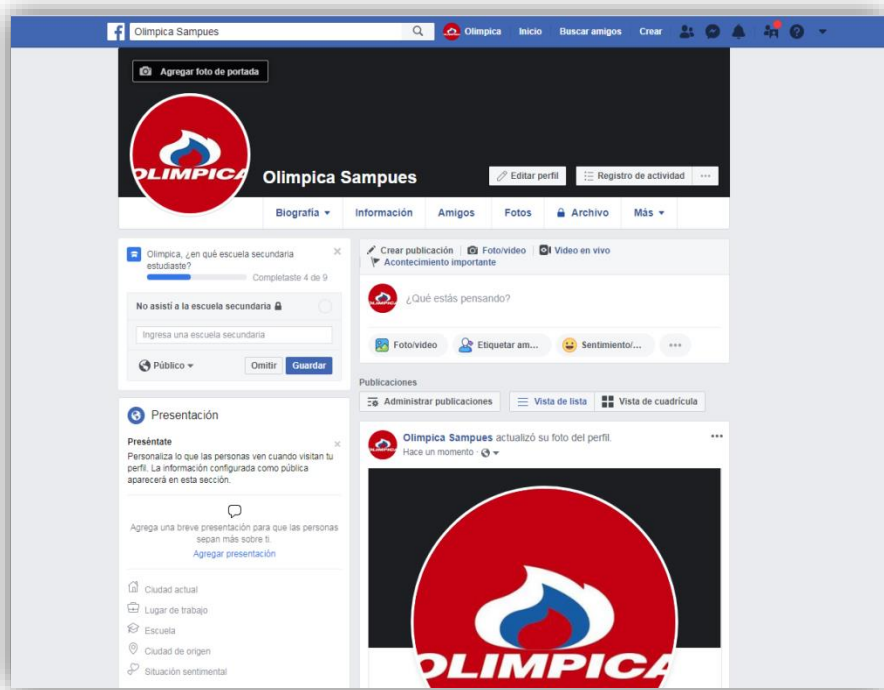 Olimpica Sampues
Olimpica Inicio Buscar amigos Crear
Agregar foto de portada
OLIMPICA
Olimpica Sampues
Editar perfil
Registro de actividad
Biografía Información Amigos Fotos Archivo Más
Olimpica, ¿en qué escuela secundaria
estudiaste?
Completaste 4 de 9
No asistí a la escuela secundaria
Ingresa una escuela secundaria
Público Omitir Guardar
Presentación
Preséntate
Personaliza lo que las personas ven cuando visitan tu
perfil. La información configurada como pública
aparecerá en esta sección.
Agrega una breve presentación para que las personas
sepan más sobre ti.
Agregar presentación
Ciudad actual
Lugar de trabajo
Escuela
Ciudad de origen
Situación sentimental
Crear publicación Foto/video Video en vivo
Acontecimiento importante
¿Qué estás pensando?
Foto/video Etiquetar am... Sentimiento/...
Publicaciones
Administrar publicaciones Vista de lista Vista de cuadrícula
Olimpica Sampues actualizó su foto del perfil.
Hace un momento
OLIMPICA